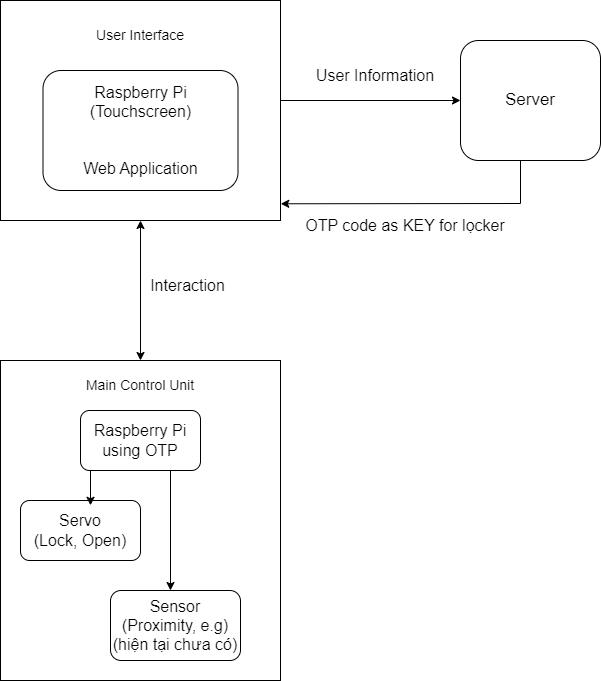 User Interface
Raspberry Pi
(Touchscreen)
Web Application
User Information
Server
OTP code as KEY for lọcker
Interaction
Main Control Unit
Raspberry Pi
using OTP
Servo
(Lock, Open)
Sensor
(Proximity, e.g)
(hiện tại chưa có)